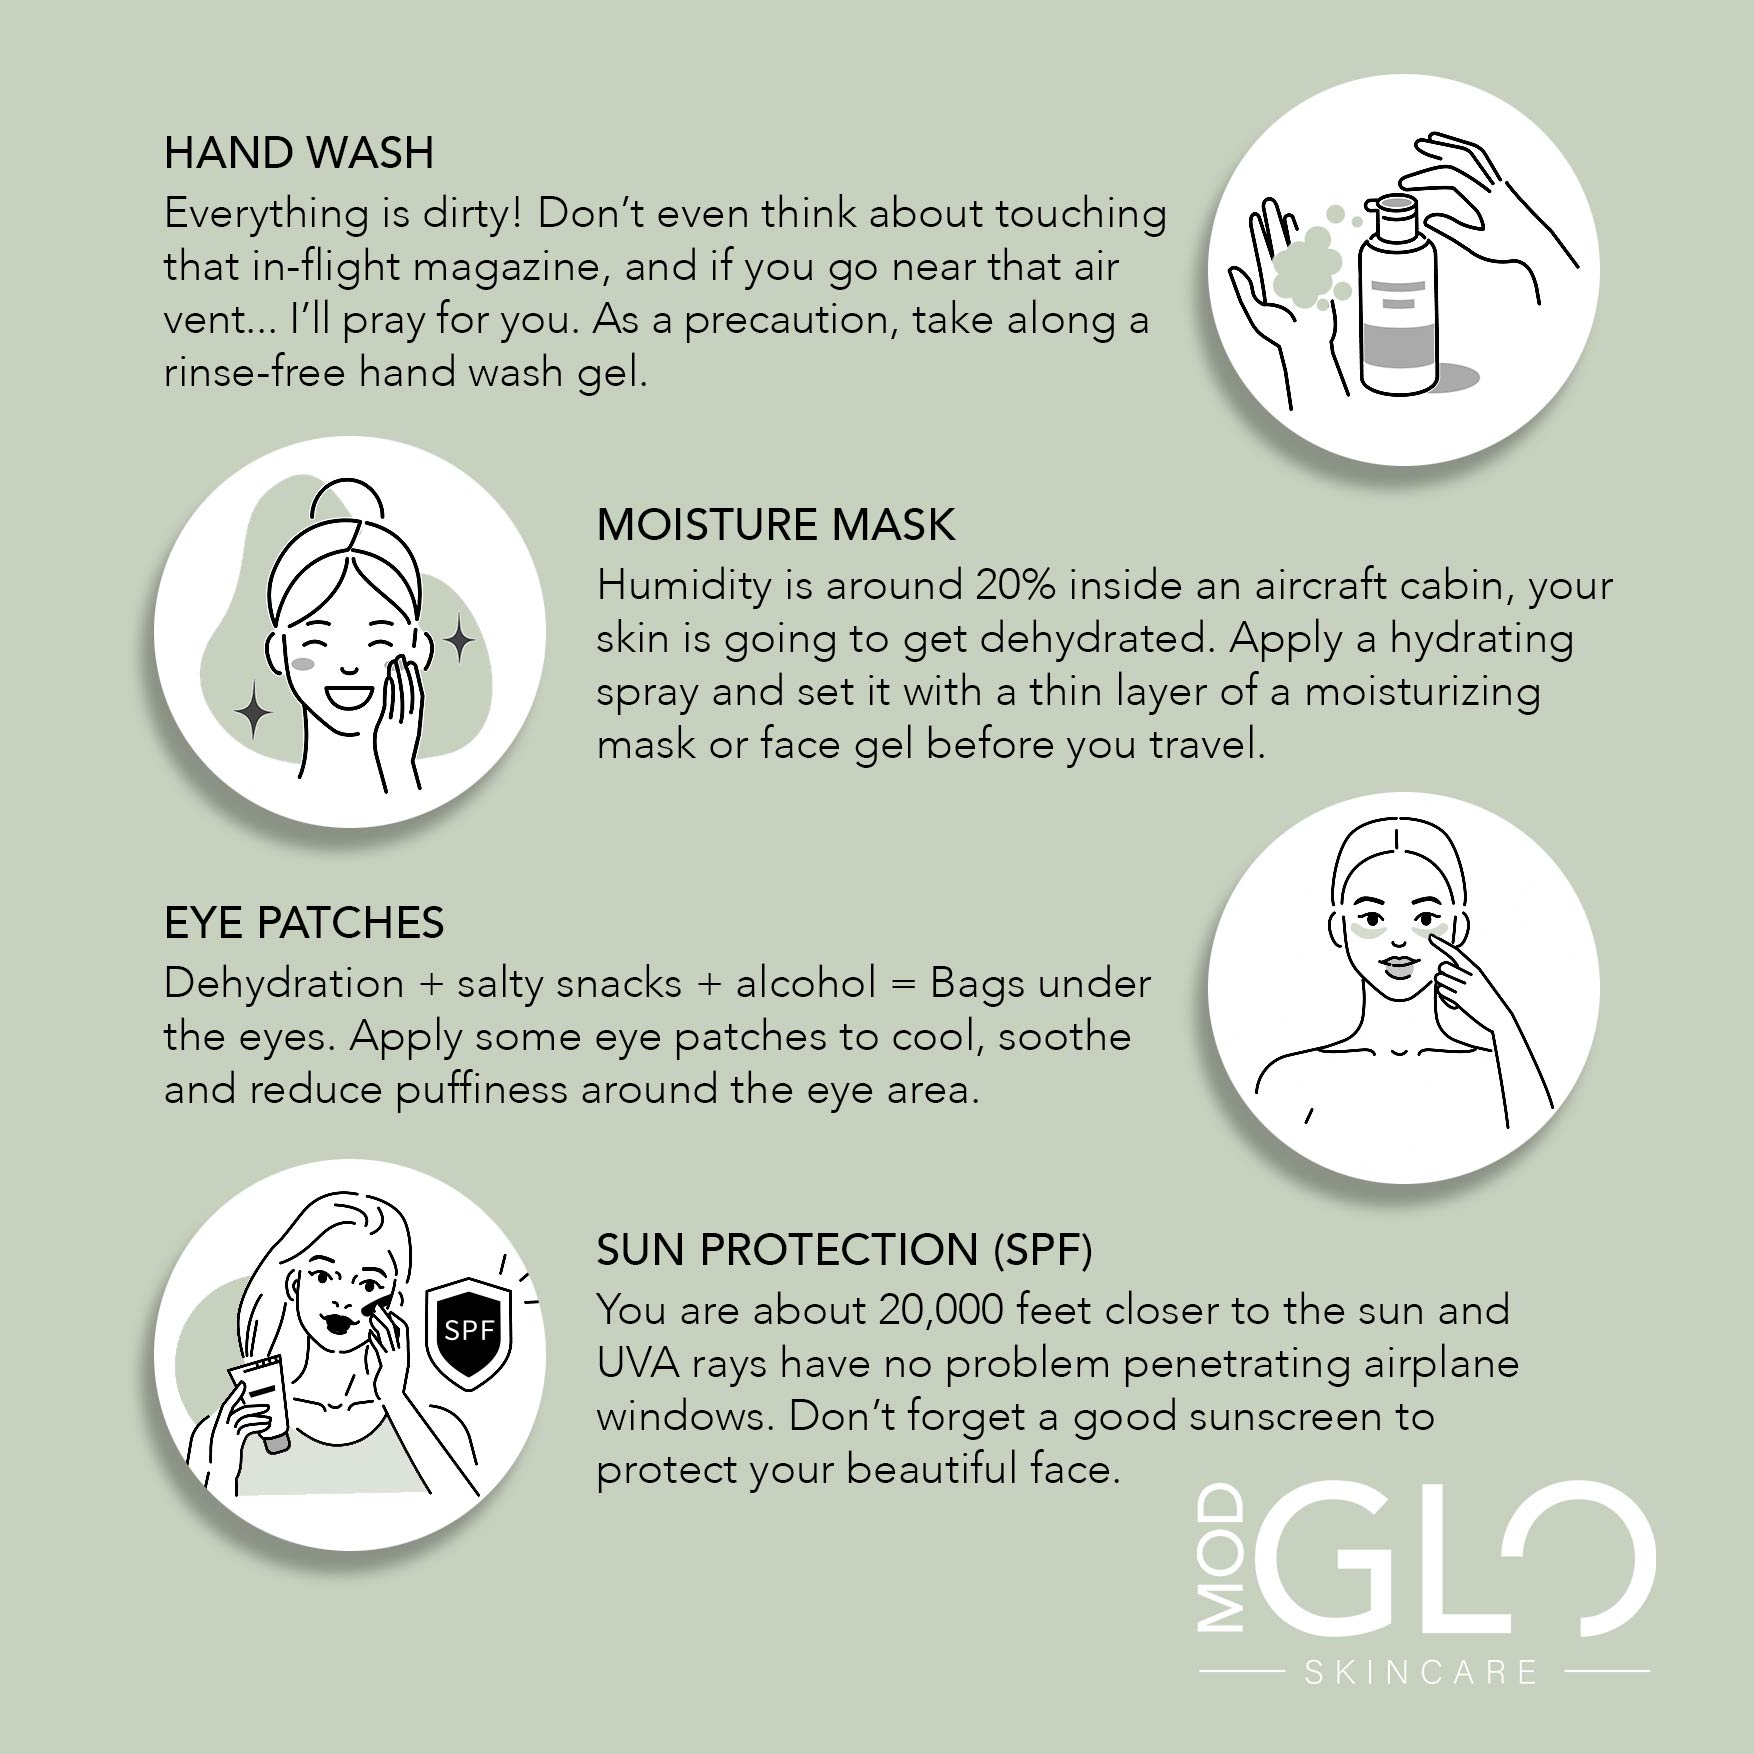 HAND WASH
Everything is dirty! Don’t even think about touching
that in-flight magazine, and if you go near that air
vent... I’ll pray for you. As a precaution, take along a
rinse-free hand wash gel.
MOISTURE MASK
Humidity is around 20% inside an aircraft cabin, your
skin is going to get dehydrated. Apply a hydrating
spray and set it with a thin layer of a moisturizing
mask or face gel before you travel.
EYE PATCHES
Dehydration + salty snacks + alcohol = Bags under
the eyes. Apply some eye patches to cool, soothe
and reduce puffiness around the eye area.
SPF
SUN PROTECTION (SPF)
You are about 20,000 feet closer to the sun and
UVA rays have no problem penetrating airplane
windows. Don’t forget a good sunscreen to
protect your beautiful face.
MOD
GLO
SKINCARE